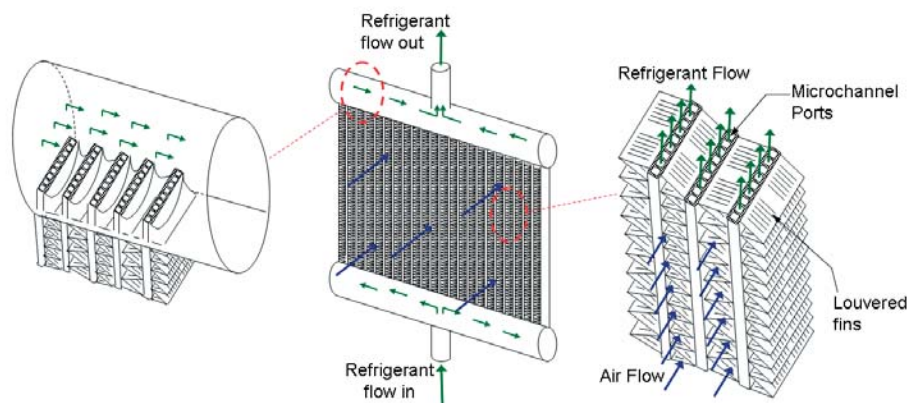 Refrigerant
flow out
Refrigerant Flow
Microchannel
Ports
Louvered
fins
Air Flow
Refrigerant
flow in